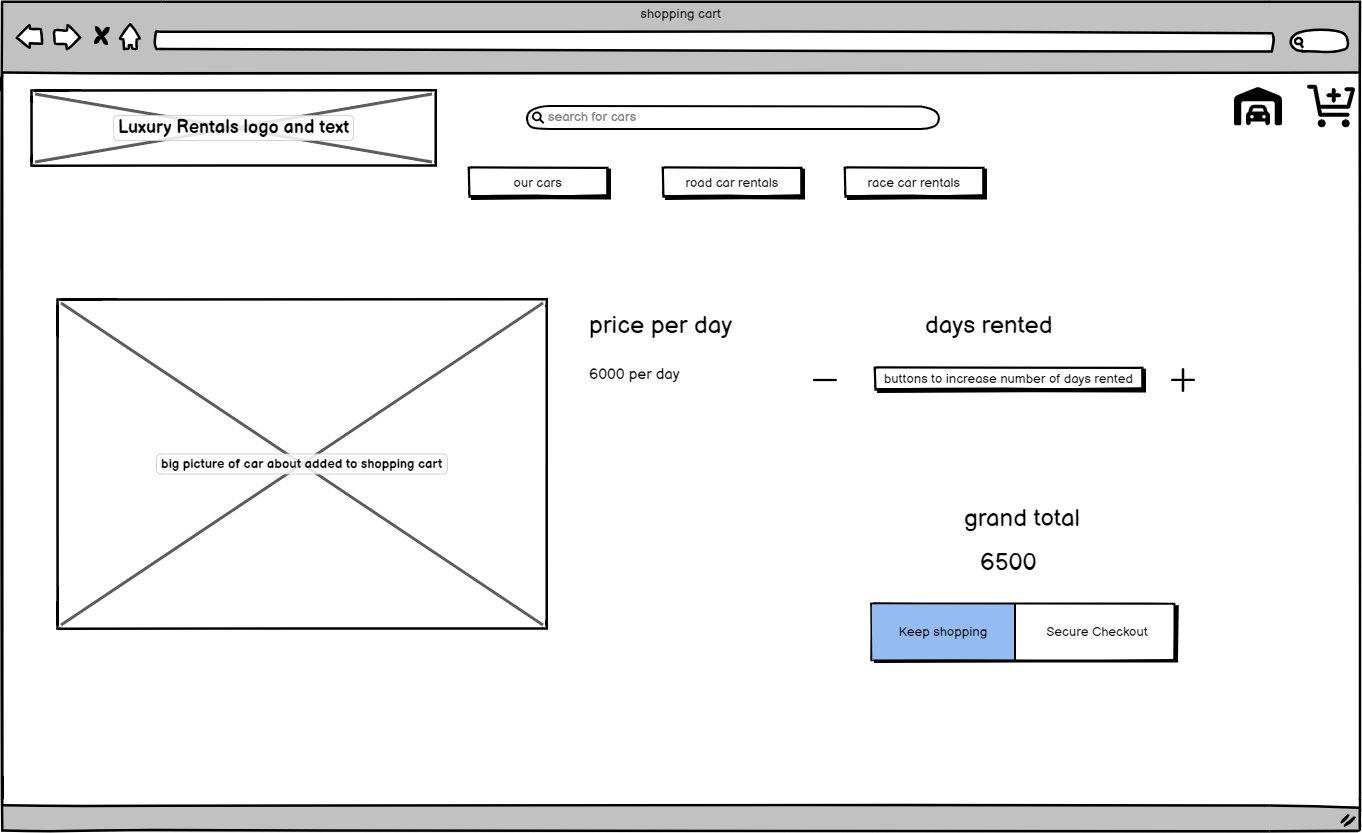 shopping cart
Luxury Rentals logo and text
search for cars
our cars
road car rentals
race car rentals
price per day
days rented
6000 per day
buttons to increase number of days rented
big picture of car about added to shopping cart
grand total
6500
Keep shopping
Secure Checkout